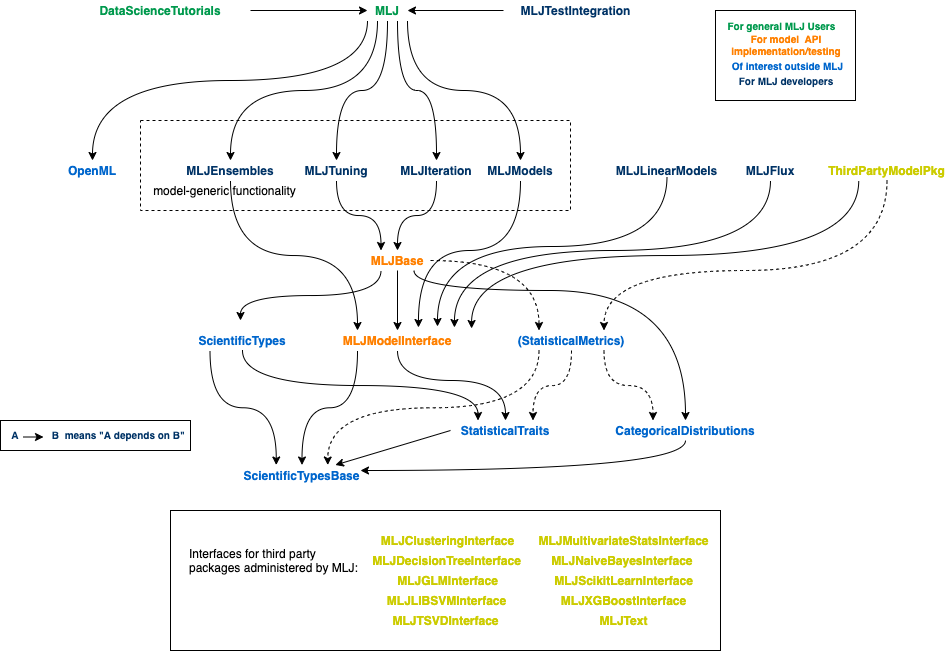 DataScienceTutorials
MLJ
MLJTestIntegration
For general MLJ Users
For model API
implementation/testing
Of interest outside MLJ
For MLJ developers
OpenML
MLJEnsembles
MLJTuning
MLJIteration
MLJModels
MLJLinearModels
MLJFlux
ThirdPartyModelPkg
model-generic functionality
MLJBase
ScientificTypes
MLJModelInterface
(StatisticalMetrics)
A B means "A depends on B"
StatisticalTraits
CategoricalDistributions
ScientificTypesBase
Interfaces for third party
packages administered by MLJ:
MLJClusteringInterface
MLJDecisionTreeInterface
MLJGLMInterface
MLJLIBSVMInterface
MLJTSVDInterface
MLJMultivariateStatsInterface
MLJNaiveBayesInterface
MLJScikitLearnInterface
MLJXGBoostInterface
MLJText